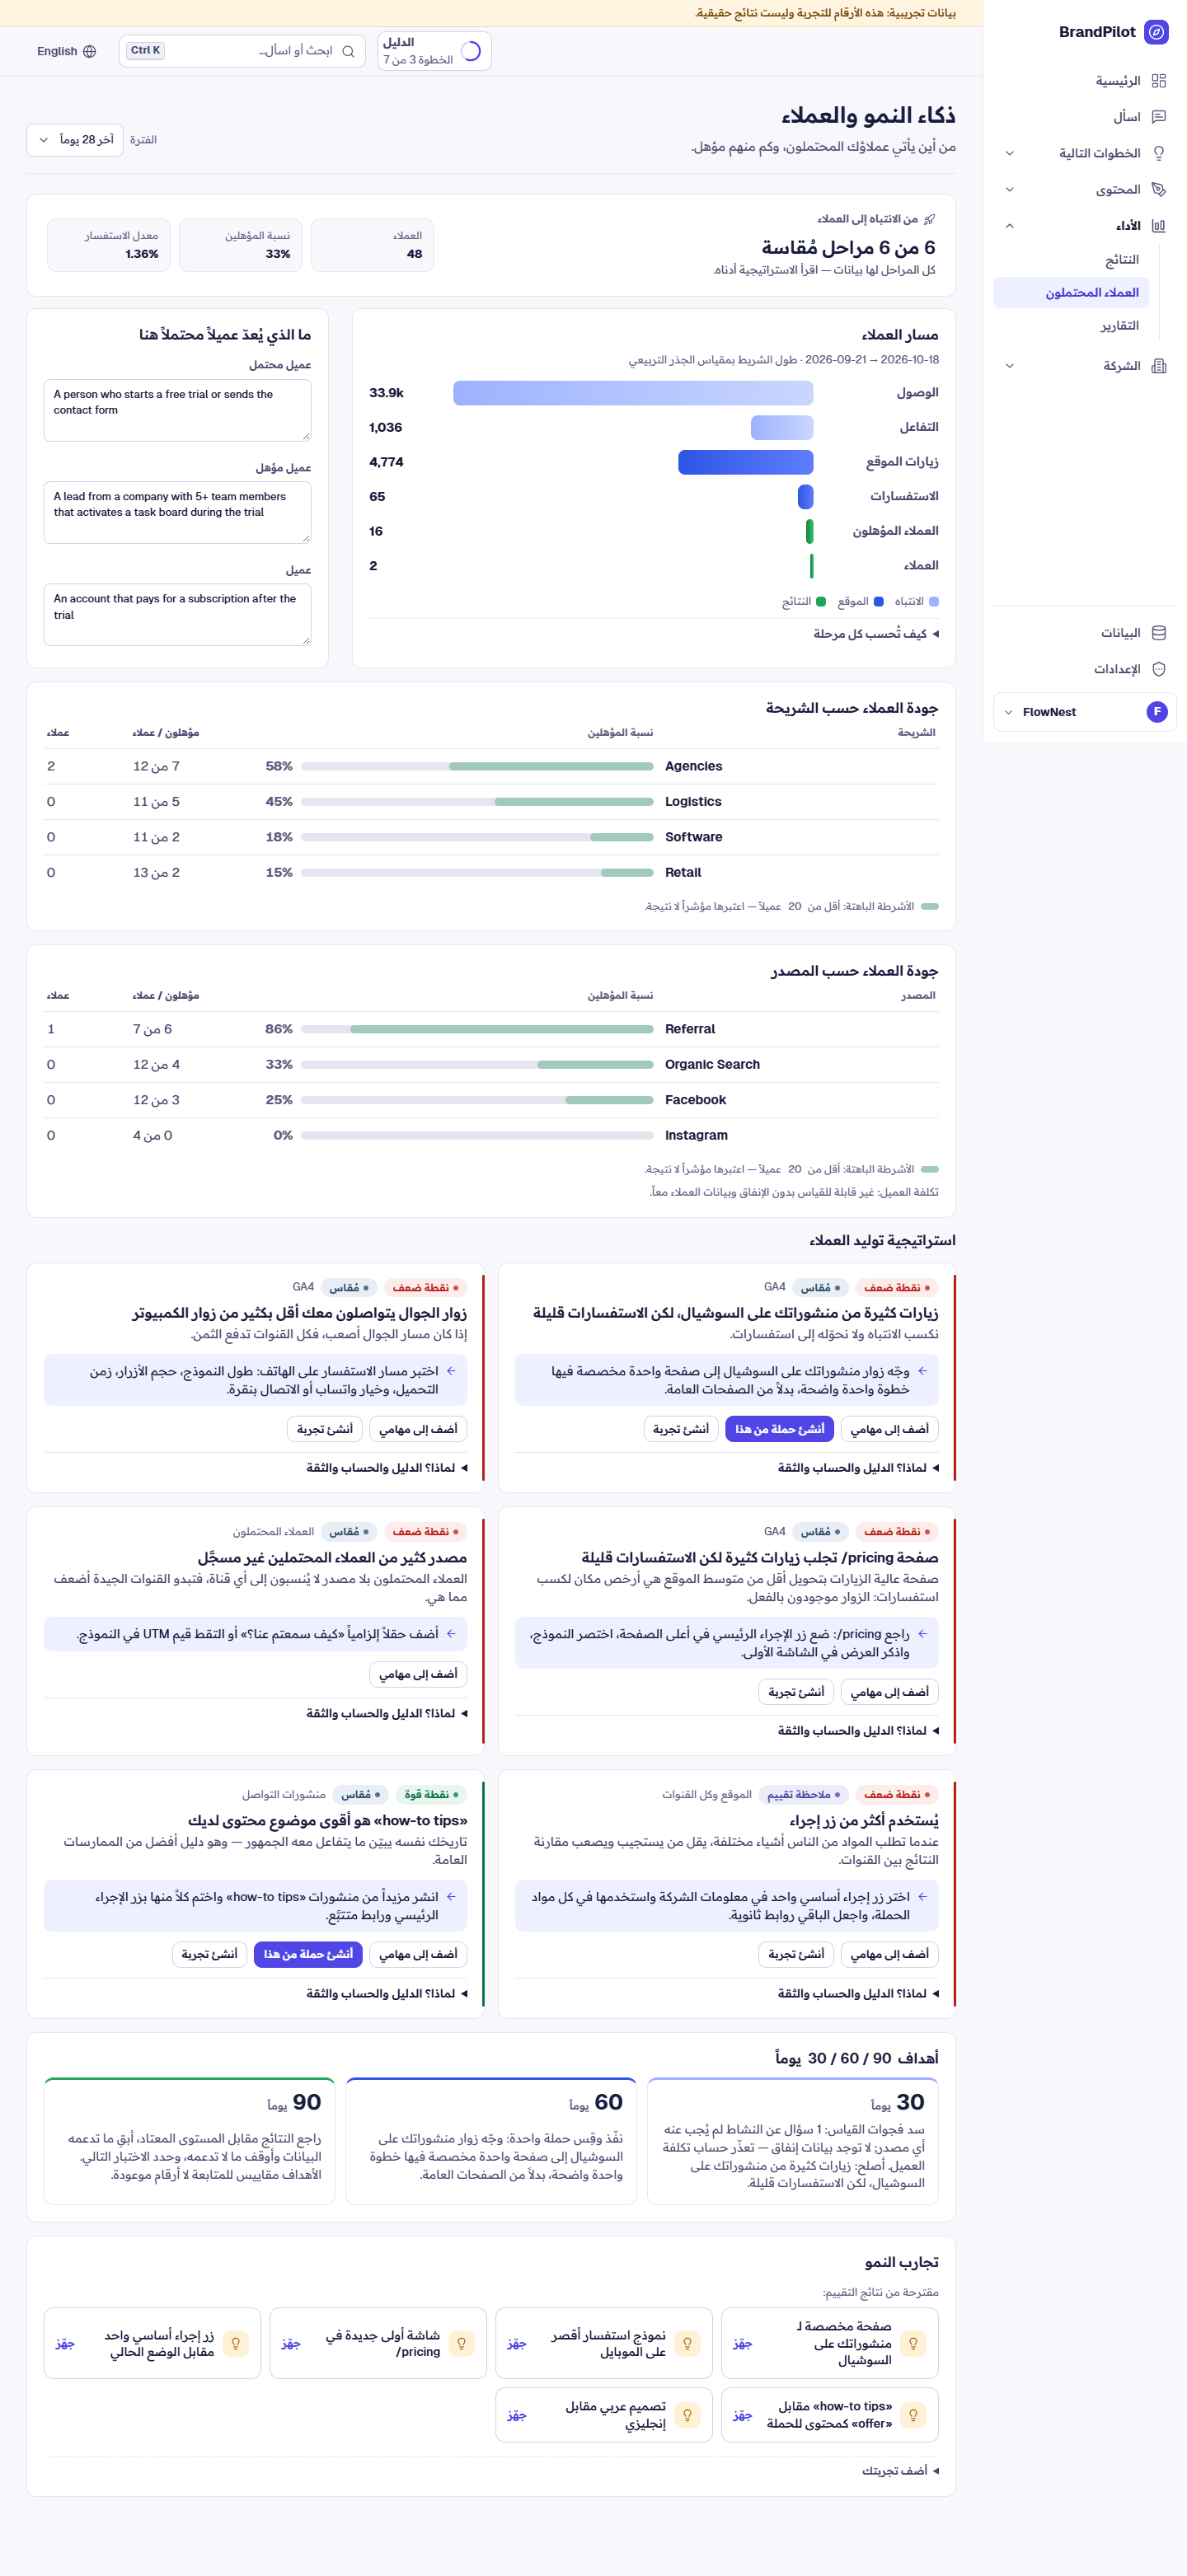 بيانات تجريبية: هذه الأرقام للتجربة وليست نتائج حقيقية.
BrandPilot
الرئيسية
اسأل
الخطوات التالية
المحتوى
الأداء
النتائج
العملاء المحتملون
التقارير
الشركة
البيانات
الإعدادات
F FlowNest
الدليل
الخطوة 3 من 7
ابحث أو اسأل... Ctrl K
English
ذكاء النمو والعملاء
من أين يأتي عملاؤك المحتملون، وكم منهم مؤهل.
الفترة آخر 28 يوماً
من الانتباه إلى العملاء
6 من 6 مراحل مُقاسة
كل المراحل لها بيانات — اقرأ الاستراتيجية أدناه.
العملاء
48
نسبة المؤهلين
33%
معدل الاستفسار
1.36%
مسار العملاء
2026-09-21 → 2026-10-18 · طول الشريط بمقياس الجذر التربيعي
الوصول 33.9k
التفاعل 1,036
زيارات الموقع 4,774
الاستفسارات 65
العملاء المؤهلون 16
العملاء 2
الانتباه الموقع النتائج
كيف تُحسب كل مرحلة
ما الذي يُعدّ عميلاً محتملاً هنا
عميل محتمل
A person who starts a free trial or sends the
contact form
عميل مؤهل
A lead from a company with 5+ team members
that activates a task board during the trial
عميل
An account that pays for a subscription after the
trial
جودة العملاء حسب الشريحة
الشريحة نسبة المؤهلين مؤهلون / عملاء عملاء
Agencies 58% 7 من 12 2
Logistics 45% 5 من 11 0
Software 18% 2 من 11 0
Retail 15% 2 من 13 0
الأشرطة الباهتة: أقل من 20 عميلاً — اعتبرها مؤشراً لا نتيجة.
جودة العملاء حسب المصدر
المصدر نسبة المؤهلين مؤهلون / عملاء عملاء
Referral 86% 6 من 7 1
Organic Search 33% 4 من 12 0
Facebook 25% 3 من 12 0
Instagram 0% 0 من 4 0
الأشرطة الباهتة: أقل من 20 عميلاً — اعتبرها مؤشراً لا نتيجة.
تكلفة العميل: غير قابلة للقياس بدون الإنفاق وبيانات العملاء معاً.
استراتيجية توليد العملاء
نقطة ضعف مُقاس GA4
زيارات كثيرة من منشوراتك على السوشيال، لكن الاستفسارات قليلة
نكسب الانتباه ولا نحوّله إلى استفسارات.
وجّه زوار منشوراتك على السوشيال إلى صفحة واحدة مخصصة فيها
خطوة واحدة واضحة، بدلاً من الصفحات العامة.
أضف إلى مهامي أنشئ حملة من هذا أنشئ تجربة
لماذا؟ الدليل والحساب والثقة
نقطة ضعف مُقاس GA4
زوار الجوال يتواصلون معك أقل بكثير من زوار الكمبيوتر
إذا كان مسار الجوال أصعب، فكل القنوات تدفع الثمن.
اختبر مسار الاستفسار على الهاتف: طول النموذج، حجم الأزرار، زمن
التحميل، وخيار واتساب أو الاتصال بنقرة.
أضف إلى مهامي أنشئ تجربة
لماذا؟ الدليل والحساب والثقة
نقطة ضعف مُقاس GA4
صفحة pricing/ تجلب زيارات كثيرة لكن الاستفسارات قليلة
صفحة عالية الزيارات بتحويل أقل من متوسط الموقع هي أرخص مكان لكسب
استفسارات: الزوار موجودون بالفعل.
راجع pricing/: ضع زر الإجراء الرئيسي في أعلى الصفحة، اختصر النموذج،
واذكر العرض في الشاشة الأولى.
أضف إلى مهامي أنشئ تجربة
لماذا؟ الدليل والحساب والثقة
نقطة ضعف مُقاس العملاء المحتملون
مصدر كثير من العملاء المحتملين غير مسجَّل
العملاء المحتملون بلا مصدر لا يُنسبون إلى أي قناة، فتبدو القنوات الجيدة أضعف
مما هي.
أضف حقلاً إلزامياً «كيف سمعتم عنا؟» أو التقط قيم UTM في النموذج.
أضف إلى مهامي
لماذا؟ الدليل والحساب والثقة
نقطة ضعف ملاحظة تقييم الموقع وكل القنوات
يُستخدم أكثر من زر إجراء
عندما تطلب المواد من الناس أشياء مختلفة، يقل من يستجيب ويصعب مقارنة
النتائج بين القنوات.
اختر زر إجراء أساسي واحد في معلومات الشركة واستخدمها في كل مواد
الحملة، واجعل الباقي روابط ثانوية.
أضف إلى مهامي أنشئ تجربة
لماذا؟ الدليل والحساب والثقة
نقطة قوة مُقاس منشورات التواصل
«how-to tips» هو أقوى موضوع محتوى لديك
تاريخك نفسه يبيّن ما يتفاعل معه الجمهور — وهو دليل أفضل من الممارسات
العامة.
انشر مزيداً من منشورات «how-to tips» واختم كلاً منها بزر الإجراء
الرئيسي ورابط متتبَّع.
أضف إلى مهامي أنشئ حملة من هذا أنشئ تجربة
لماذا؟ الدليل والحساب والثقة
أهداف 90 / 60 / 30 يوماً
30 يوماً
سد فجوات القياس: 1 سؤال عن النشاط لم يُجب عنه
أي مصدر; لا توجد بيانات إنفاق — تعذّر حساب تكلفة
العميل. أصلح: زيارات كثيرة من منشوراتك على
السوشيال، لكن الاستفسارات قليلة.
60 يوماً
نفّذ وقِس حملة واحدة: وجّه زوار منشوراتك على
السوشيال إلى صفحة واحدة مخصصة فيها خطوة
واحدة واضحة، بدلاً من الصفحات العامة.
90 يوماً
راجع النتائج مقابل المستوى المعتاد، أبقِ ما تدعمه
البيانات وأوقف ما لا تدعمه، وحدد الاختبار التالي.
الأهداف مقاييس للمتابعة لا أرقام موعودة.
تجارب النمو
مقترحة من نتائج التقييم:
صفحة مخصصة لـ
منشوراتك على
السوشيال
جهّز
نموذج استفسار أقصر
على الموبايل
جهّز
شاشة أولى جديدة في
pricing/
جهّز
زر إجراء أساسي واحد
مقابل الوضع الحالي
جهّز
«how-to tips» مقابل
«offer» كمحتوى للحملة
جهّز
تصميم عربي مقابل
إنجليزي
جهّز
أضف تجربتك